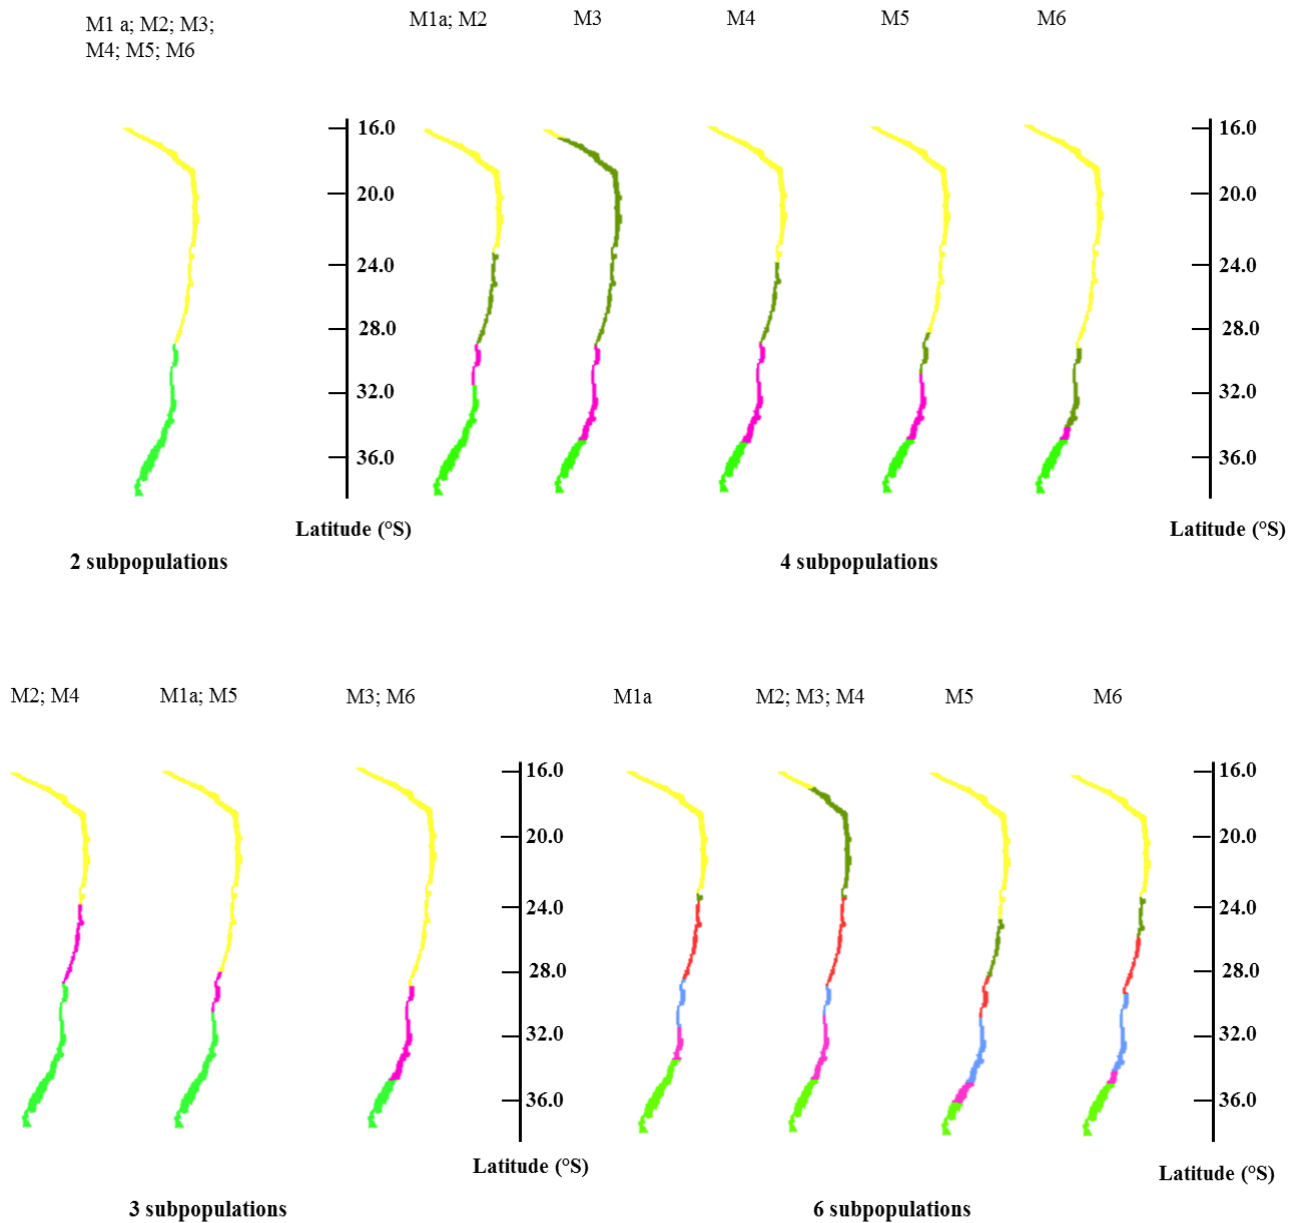 M1 a; M2; M3;
M4; M5; M6
M1a; M2
M3
M4
M5
M6
16.0
20.0
24.0
28.0
32.0
36.0
Latitude (°S)
2 subpopulations
16.0
20.0
24.0
28.0
32.0
36.0
Latitude (°S)
4 subpopulations
M2; M4
M1a; M5
M3; M6
16.0
20.0
24.0
28.0
32.0
36.0
Latitude (°S)
3 subpopulations
M1a
M2; M3; M4
M5
M6
16.0
20.0
24.0
28.0
32.0
36.0
Latitude (°S)
6 subpopulations